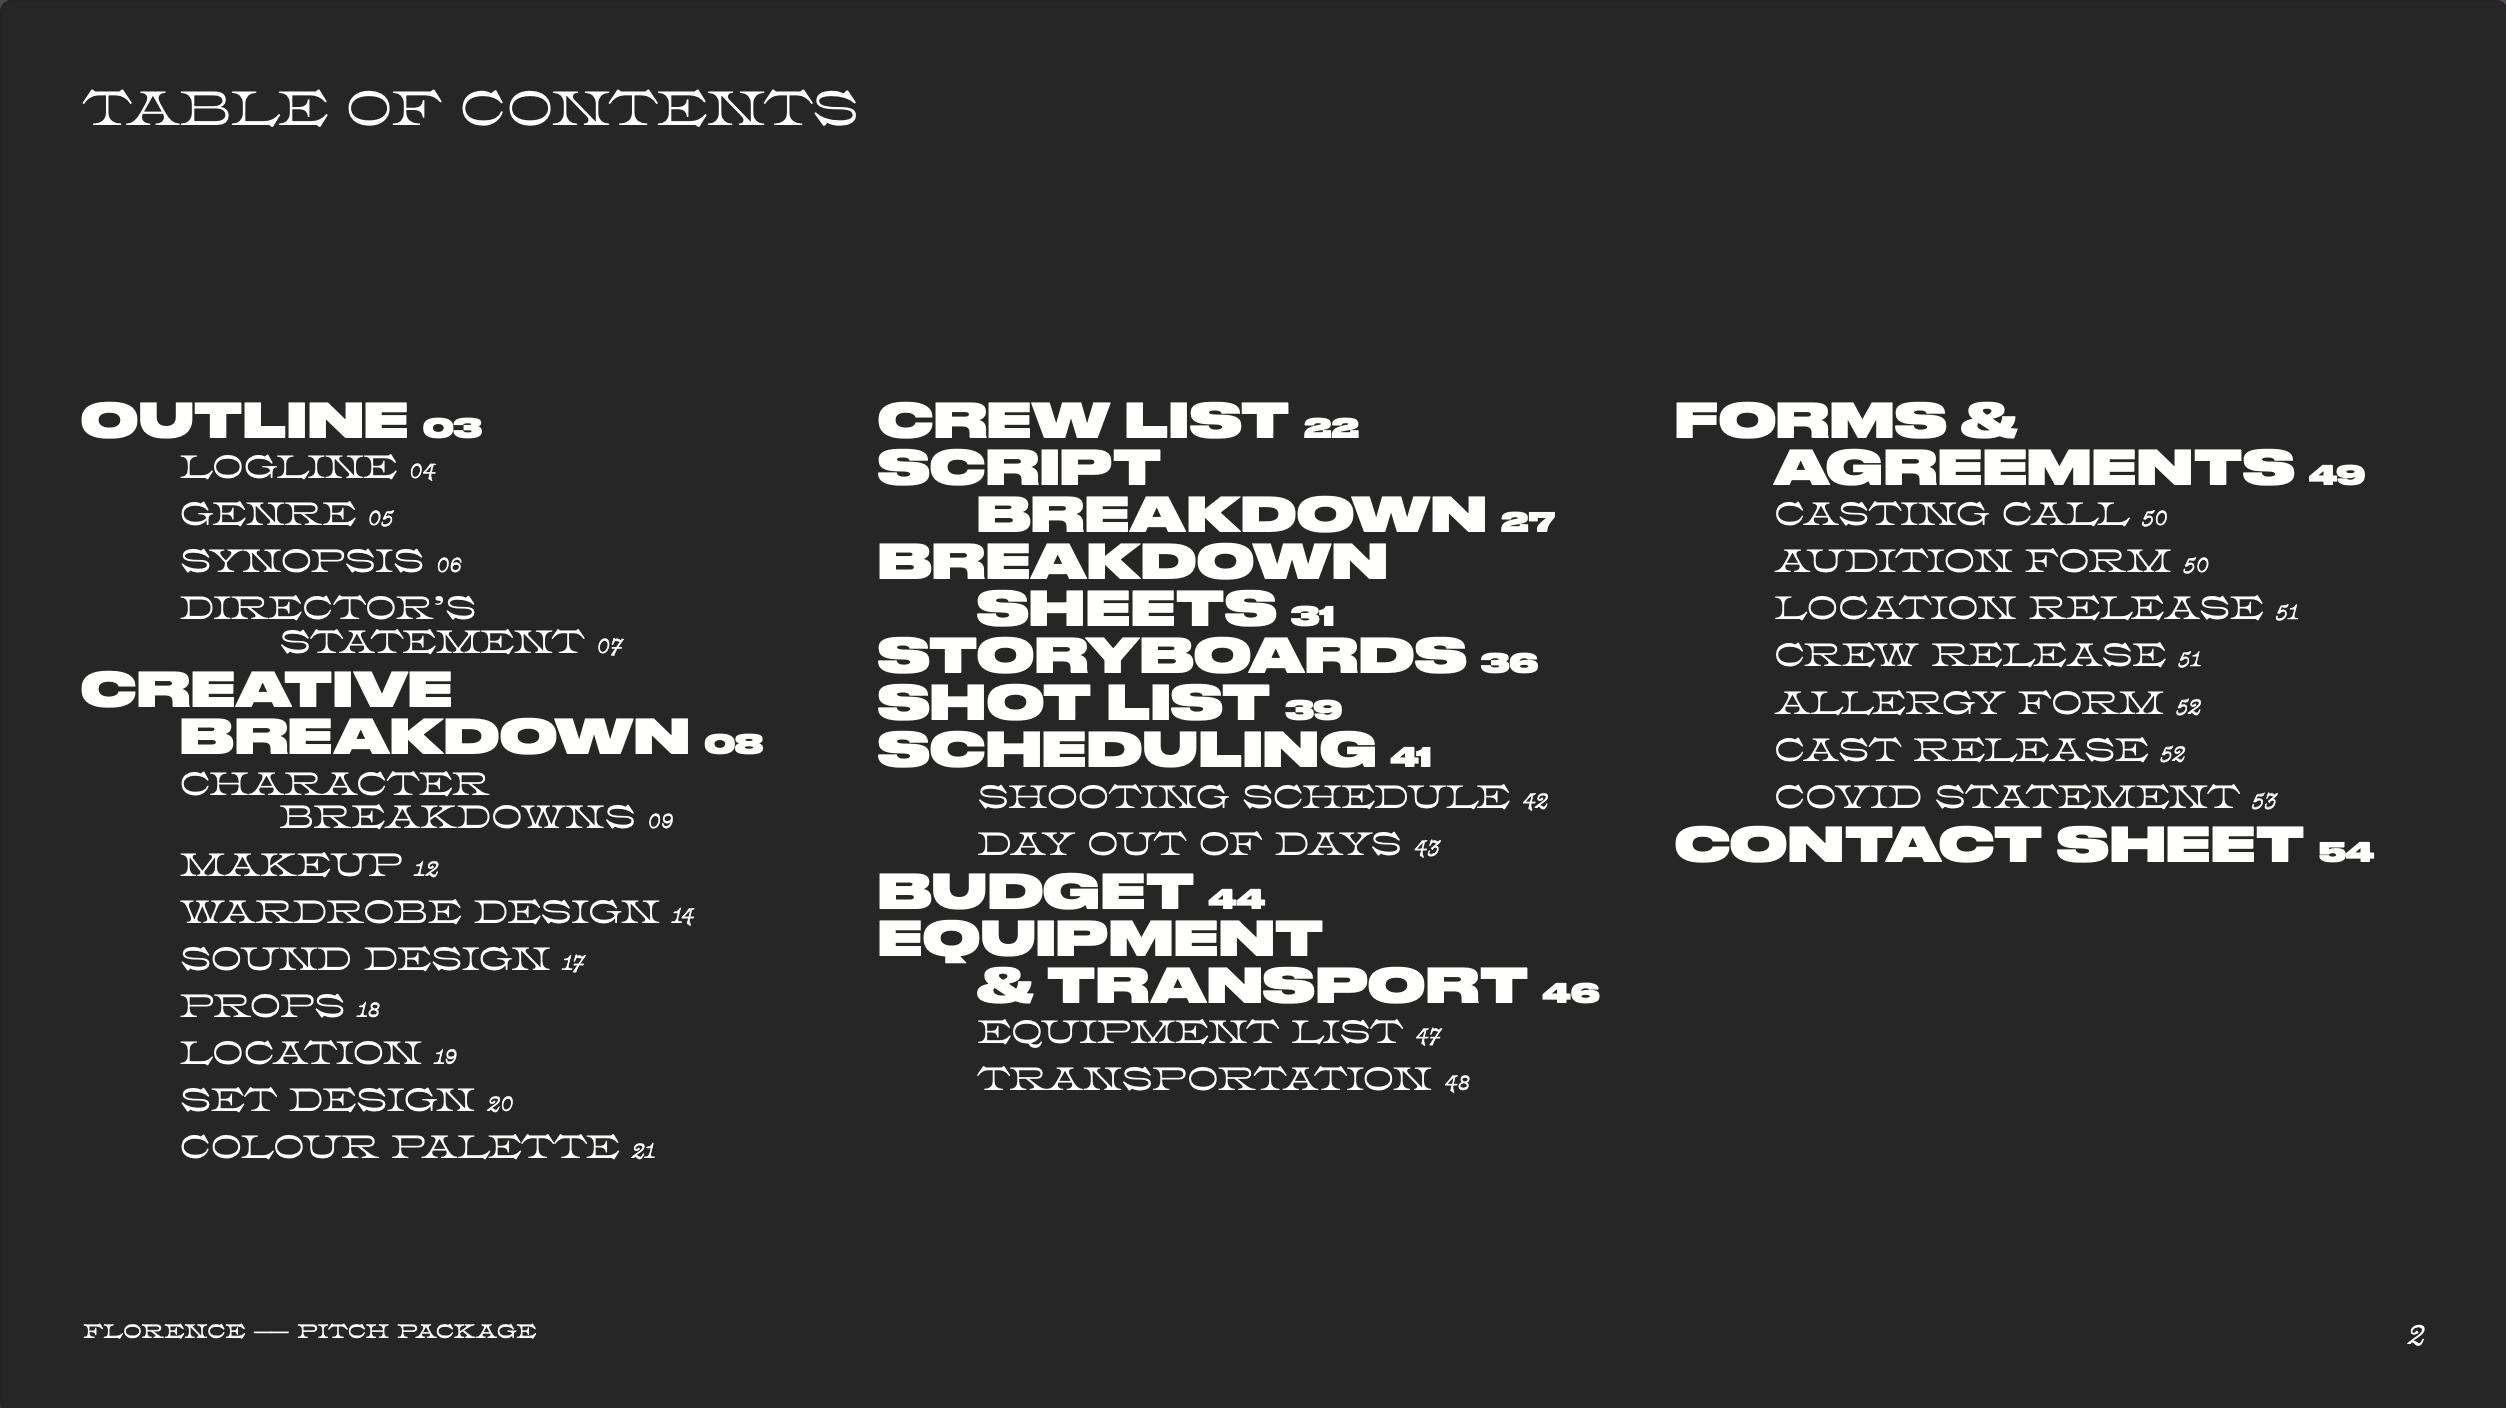 TABLE OF CONTENTS
OUTLINE 03
LOGLINE 04
GENRE 05
SYNOPSIS 06
DIRECTOR'S
STATEMENT 07
CREATIVE
BREAKDOWN 08
CHARACTER
BREAKDOWNS 09
MAKEUP 12
WARDROBE DESIGN 14
SOUND DESIGN 17
PROPS 18
LOCATION 19
SET DESIGN 20
COLOUR PALETTE 21
CREW LIST 22
SCRIPT
BREAKDOWN 27
BREAKDOWN
SHEETS 31
STORYBOARDS 36
SHOT LIST 39
SCHEDULING 41
SHOOTING SCHEDULE 42
DAY OUT OF DAYS 43
BUDGET 44
EQUIPMENT
& TRANSPORT 46
EQUIPMENT LIST 47
TRANSPORTATION 48
FORMS &
AGREEMENTS 49
CASTING CALL 50
AUDITION FORM 50
LOCATION RELEASE 51
CREW RELEASE 51
ALLERGY FORM 52
CAST RELEASE 52
COVID STATEMENT 53
CONTACT SHEET 54
FLORENCE — PITCH PACKAGE
2